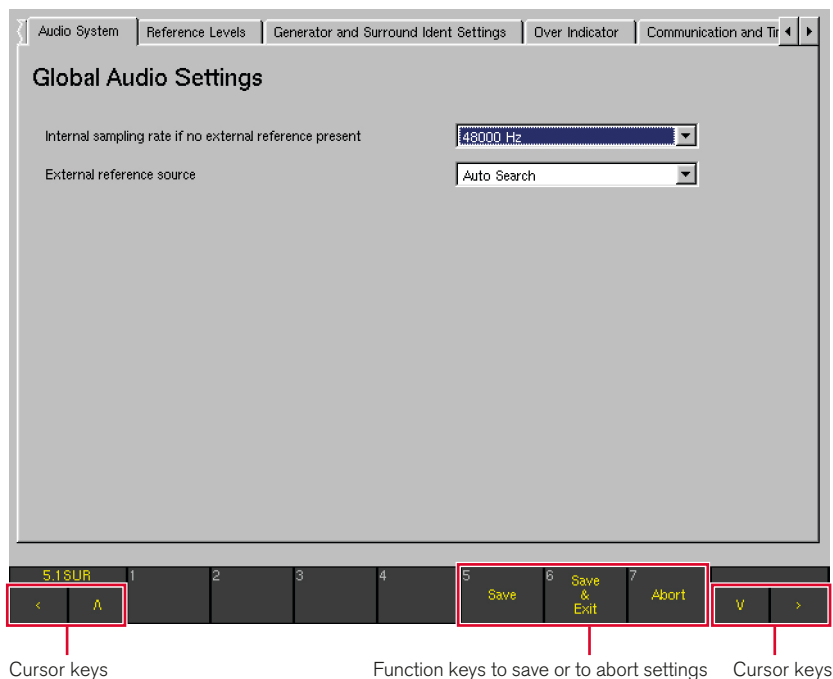 Audio System Reference Levels Generator and Surround Ident Settings Over Indicator Communication and
Global Audio Settings
Internal sampling rate if no external reference present 48000 Hz
External reference source Auto Search
5.1SUR 1 2 3 4 5 Save 6 Save & Exit 7 Abort
< Λ V >
Cursor keys Function keys to save or to abort settings Cursor keys